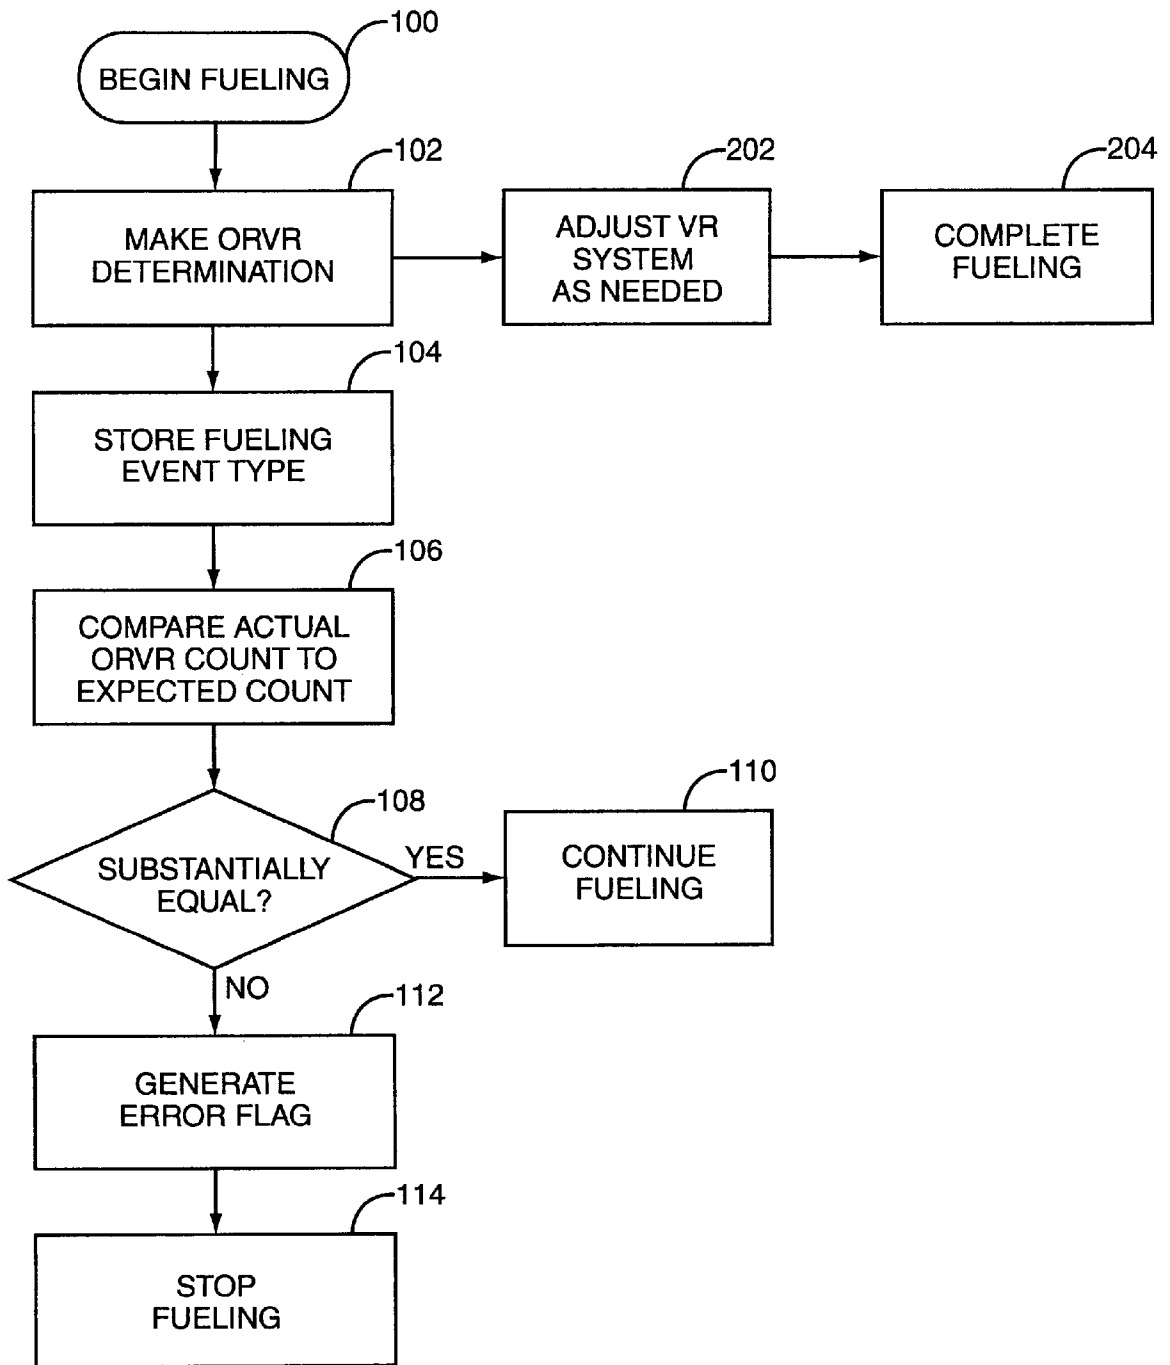 100
BEGIN FUELING
102
MAKE ORVR
DETERMINATION
202
ADJUST VR
SYSTEM
AS NEEDED
204
COMPLETE
FUELING
104
STORE FUELING
EVENT TYPE
106
COMPARE ACTUAL
ORVR COUNT TO
EXPECTED COUNT
108
SUBSTANTIALLY
EQUAL?
YES
110
CONTINUE
FUELING
NO
112
GENERATE
ERROR FLAG
114
STOP
FUELING